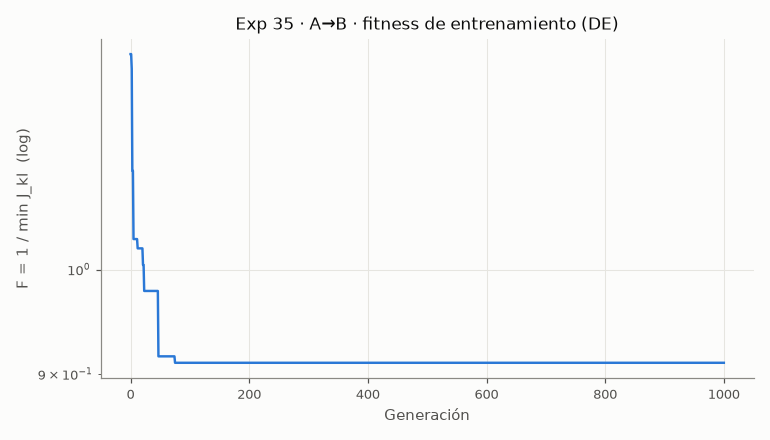 Exp 35 · A→B · fitness de entrenamiento (DE)
F = 1 / min J_kl (log)
10⁰
9 × 10⁻¹
0 200 400 600 800 1000
Generación